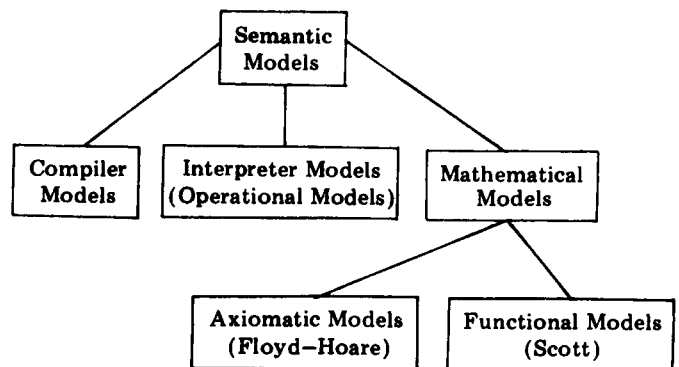 Semantic
Models
Compiler
Models
Interpreter Models
(Operational Models)
Mathematical
Models
Axiomatic Models
(Floyd–Hoare)
Functional Models
(Scott)